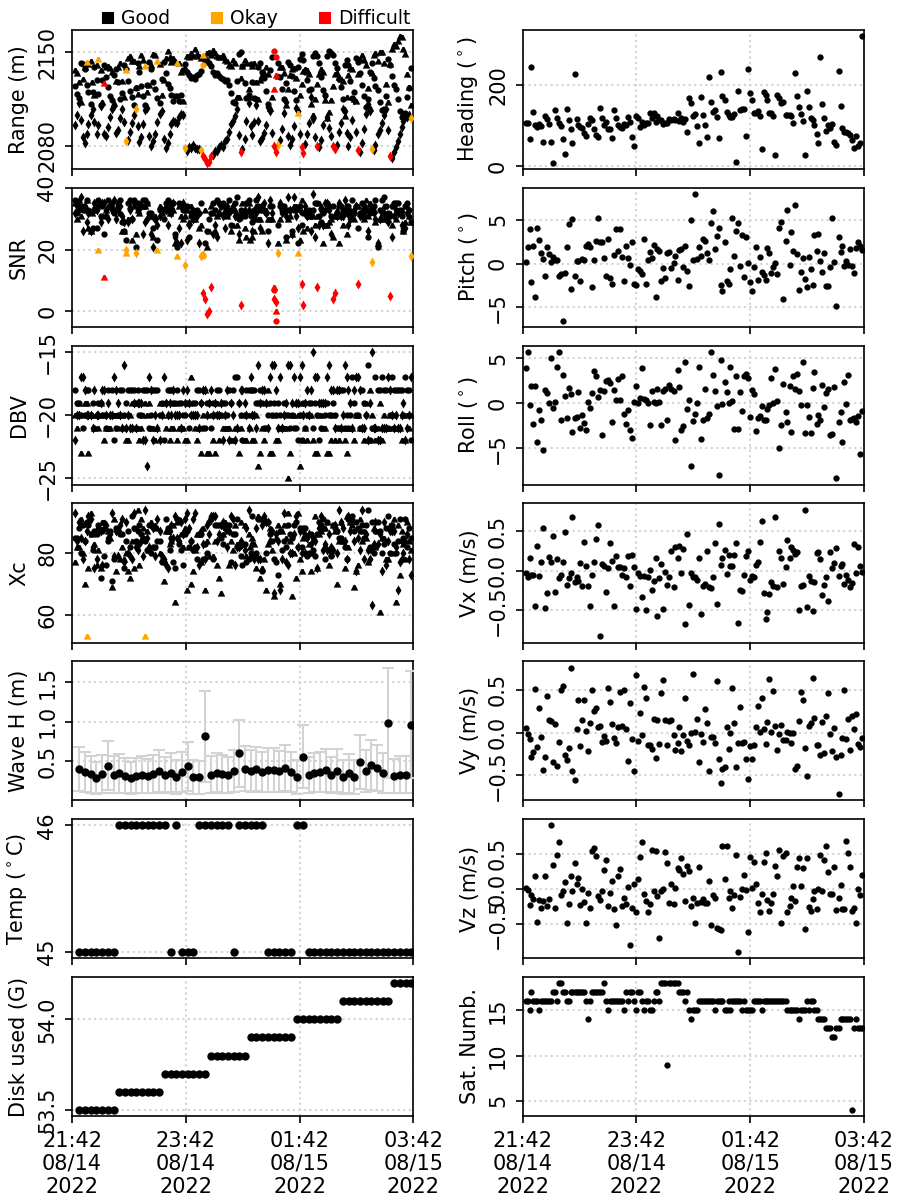 Good Okay Difficult
Range (m)
2150
2080
Heading (°)
200
0
SNR
40
20
0
Pitch (°)
5
0
−5
DBV
−15
−20
−25
Roll (°)
5
0
−5
Xc
80
60
Vx (m/s)
0.5
0.0
−0.5
Wave H (m)
1.5
1.0
0.5
Vy (m/s)
0.5
0.0
−0.5
Temp (°C)
46
45
Vz (m/s)
0.5
0.0
−0.5
Disk used (G)
54.0
53.5
Sat. Numb.
15
10
5
21:42 23:42 01:42 03:42
08/14 08/14 08/15 08/15
2022 2022 2022 2022
21:42 23:42 01:42 03:42
08/14 08/14 08/15 08/15
2022 2022 2022 2022